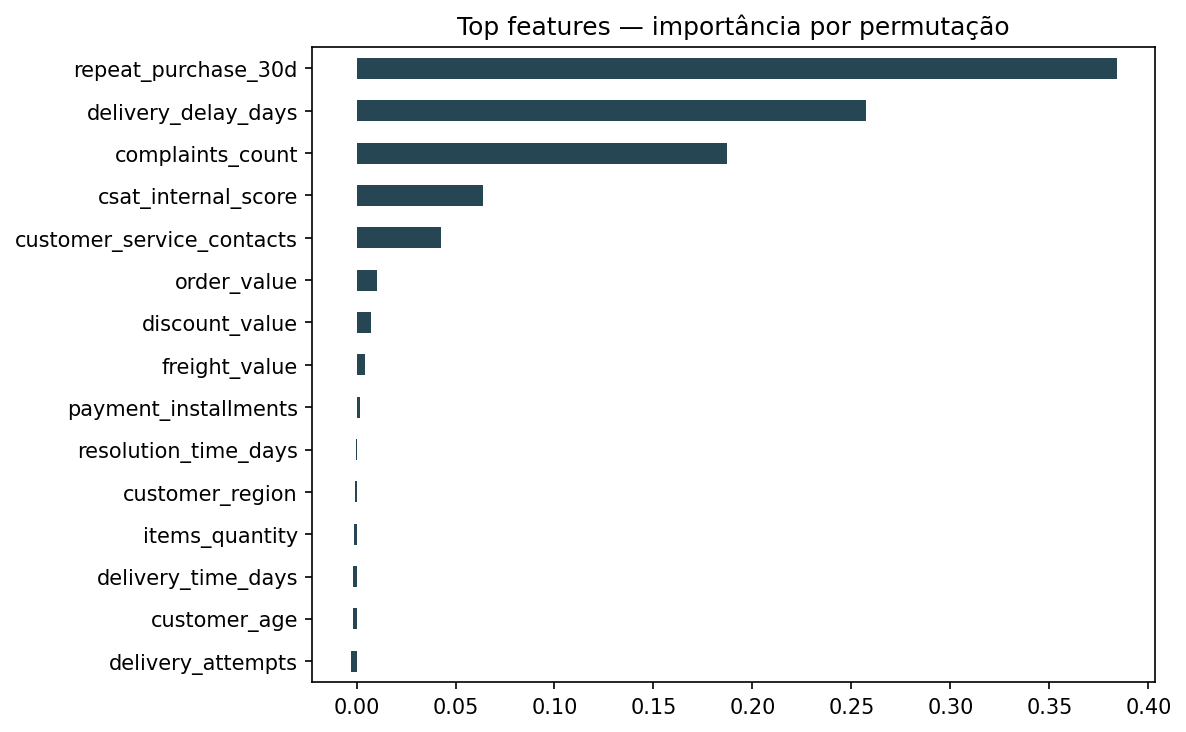 Top features — importância por permutação
repeat_purchase_30d
delivery_delay_days
complaints_count
csat_internal_score
customer_service_contacts
order_value
discount_value
freight_value
payment_installments
resolution_time_days
customer_region
items_quantity
delivery_time_days
customer_age
delivery_attempts
0.00 0.05 0.10 0.15 0.20 0.25 0.30 0.35 0.40